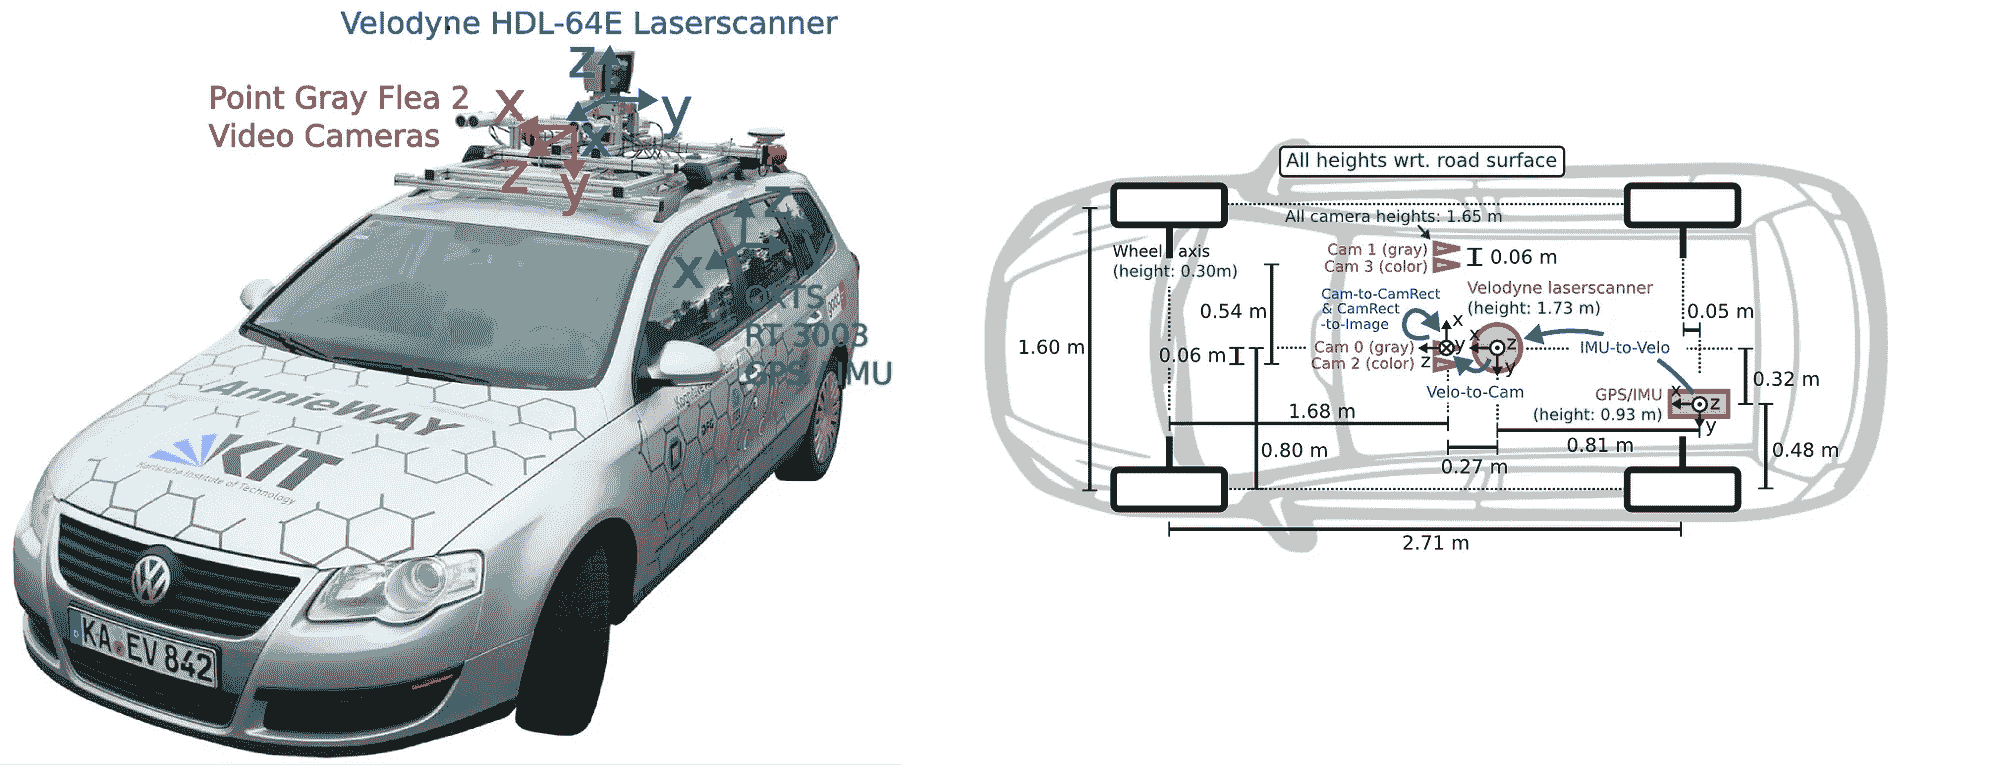 Velodyne HDL-64E Laserscanner
Point Gray Flea 2
Video Cameras
z
x
y
x
z
y
z
x
RT 3003
GPS / IMU
AnnieWAY
KIT
Karlsruhe Institute of Technology
KA EV 842
All heights wrt. road surface
All camera heights: 1.65 m
Wheel axis
(height: 0.30m)
Cam 1 (gray)
Cam 3 (color)
0.06 m
Velodyne laserscanner
(height: 1.73 m)
Cam-to-CamRect
& CamRect
-to-Image
0.54 m
0.05 m
1.60 m
0.06 m
x
y
z
Cam 0 (gray)
Cam 2 (color)
x
z
y
IMU-to-Velo
Velo-to-Cam
0.32 m
GPS/IMU
(height: 0.93 m)
x
z
y
1.68 m
0.80 m
0.27 m
0.81 m
0.48 m
2.71 m